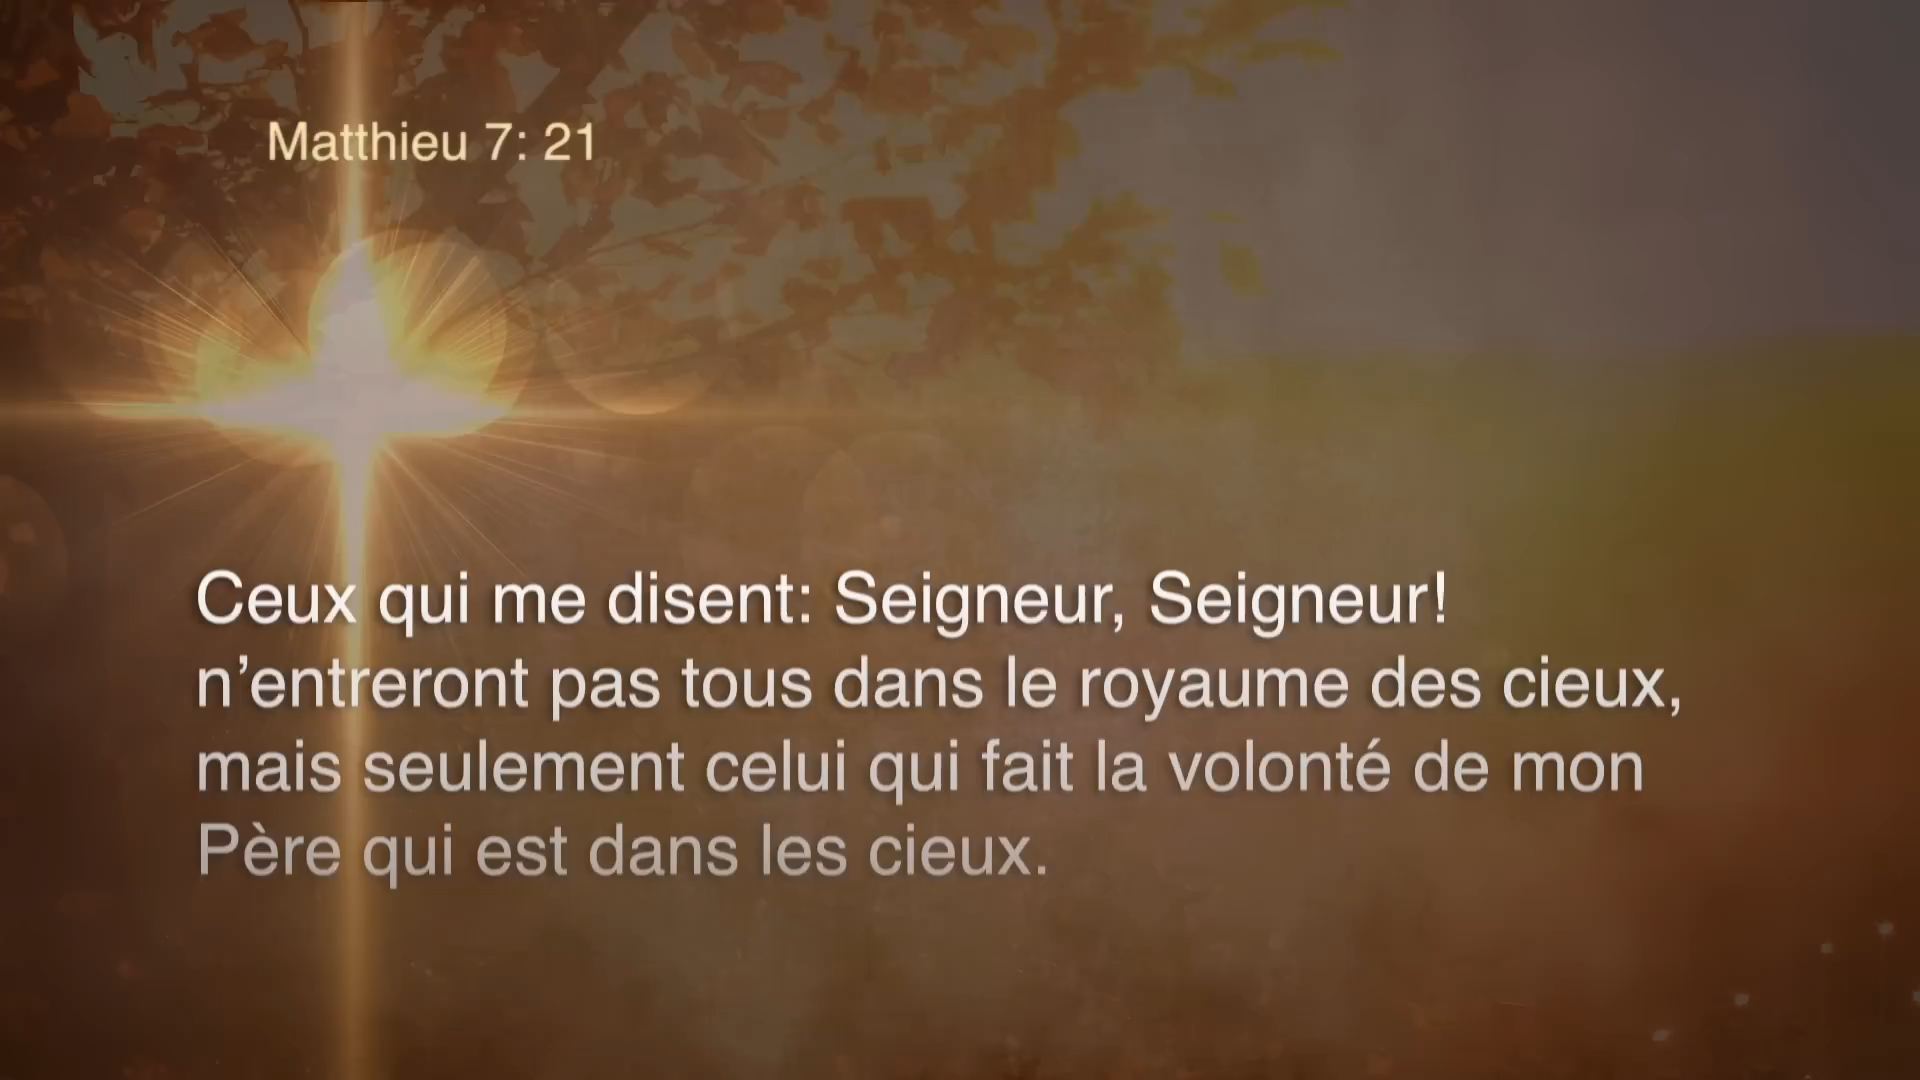 Matthieu 7: 21
Ceux qui me disent: Seigneur, Seigneur!
n’entreront pas tous dans le royaume des cieux,
mais seulement celui qui fait la volonté de mon
Père qui est dans les cieux.